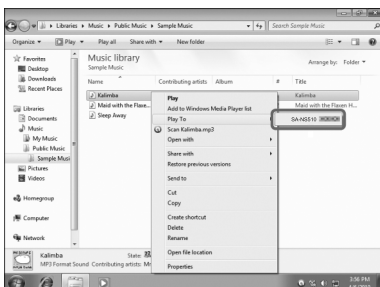 Libraries ▸ Music ▸ Public Music ▸ Sample Music
Search Sample Music
Organize ▾ Play ▾ Play all Share with ▾ New folder
Favorites
Desktop
Downloads
Recent Places
Libraries
Documents
Music
My Music
Public Music
Sample Musi
Pictures
Videos
Homegroup
Computer
Network
Music library
Sample Music
Arrange by: Folder ▾
Name Contributing artists Album # Title
Kalimba Kalimba
Maid with the Flaxe... Maid with the Flaxen H...
Sleep Away
Play
Add to Windows Media Player list
Play To
SA-NS510
Scan Kalimba.mp3
Open with
Share with
Restore previous versions
Send to
Cut
Copy
Create shortcut
Delete
Rename
Open file location
Properties
Kalimba State:
MP3 Format Sound Contributing artists: Mr
3:56 PM